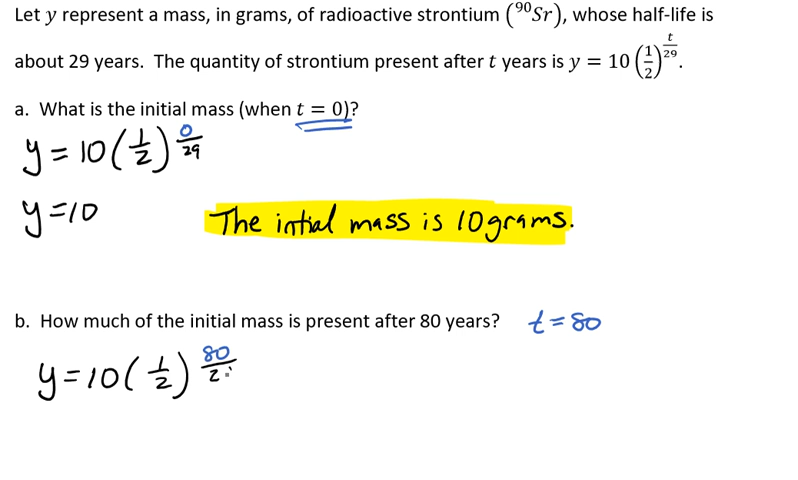 Let y represent a mass, in grams, of radioactive strontium (⁹⁰Sr), whose half-life is
about 29 years. The quantity of strontium present after t years is y = 10(1/2)^(t/29).
a. What is the initial mass (when t = 0)?
y = 10(1/2)^(0/29)
y = 10
The intial mass is 10 grams.
b. How much of the initial mass is present after 80 years? t = 80
y = 10(1/2)^(80/2